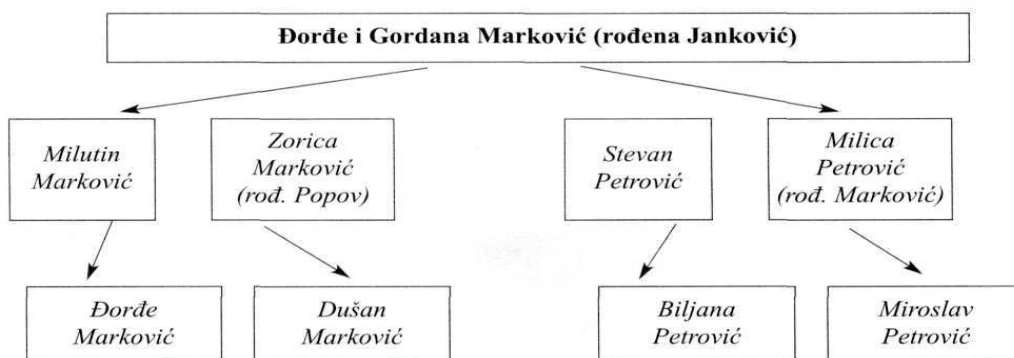 Đorđe i Gordana Marković (rođena Janković)
Milutin
Marković
Zorica
Marković
(rođ. Popov)
Stevan
Petrović
Milica
Petrović
(rođ. Marković)
Đorđe
Marković
Dušan
Marković
Biljana
Petrović
Miroslav
Petrović